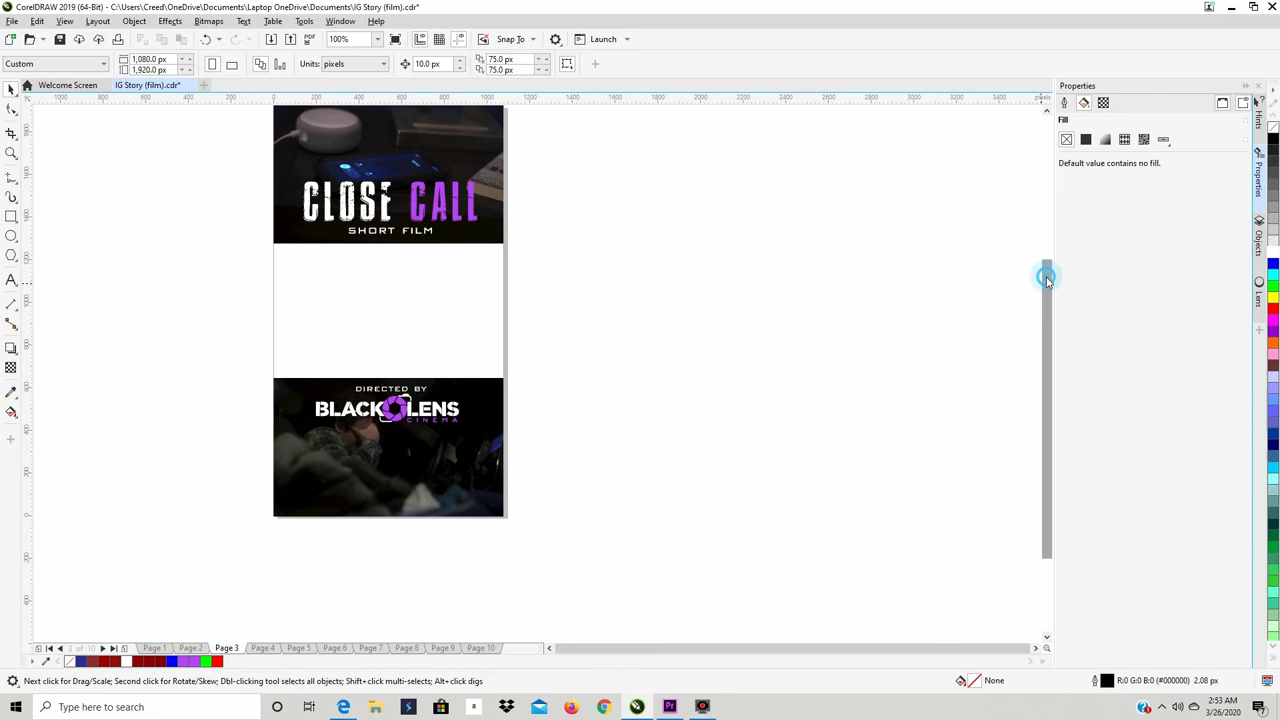 CorelDRAW 2019 (64-Bit) - C:\Users\Creed\OneDrive\Documents\Laptop OneDrive\Documents\IG Story (film).cdr*
File Edit View Layout Object Effects Bitmaps Text Table Tools Window Help
100% Snap To Launch
Custom 1,080.0 px 1,920.0 px Units: pixels 10.0 px 75.0 px 75.0 px
Welcome Screen IG Story (film).cdr*
Properties
Fill
Default value contains no fill.
Hints
Properties
Objects
Lens
CLOSE CALL
SHORT FILM
DIRECTED BY
BLACK LENS
CINEMA
3 of 10 Page 1 Page 2 Page 3 Page 4 Page 5 Page 6 Page 7 Page 8 Page 9 Page 10
Next click for Drag/Scale; Second click for Rotate/Skew; Dbl-clicking tool selects all objects; Shift+click multi-selects; Alt+click digs
None R:0 G:0 B:0 (#000000) 2.08 px
Type here to search
2:53 AM
3/26/2020